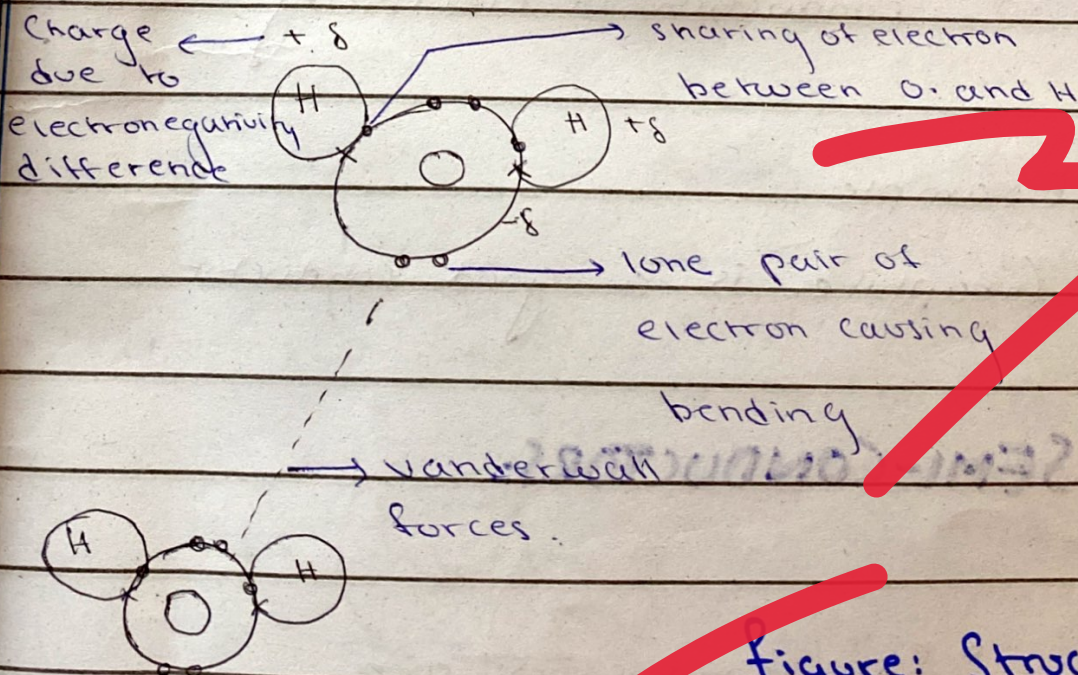 Charge ← + δ
due to
electronegativity
difference
sharing of electron
between O. and H
H
H +δ
O
-δ
lone pair of
electron causing
bending
vanderwall
forces.
H
H
O
figure: